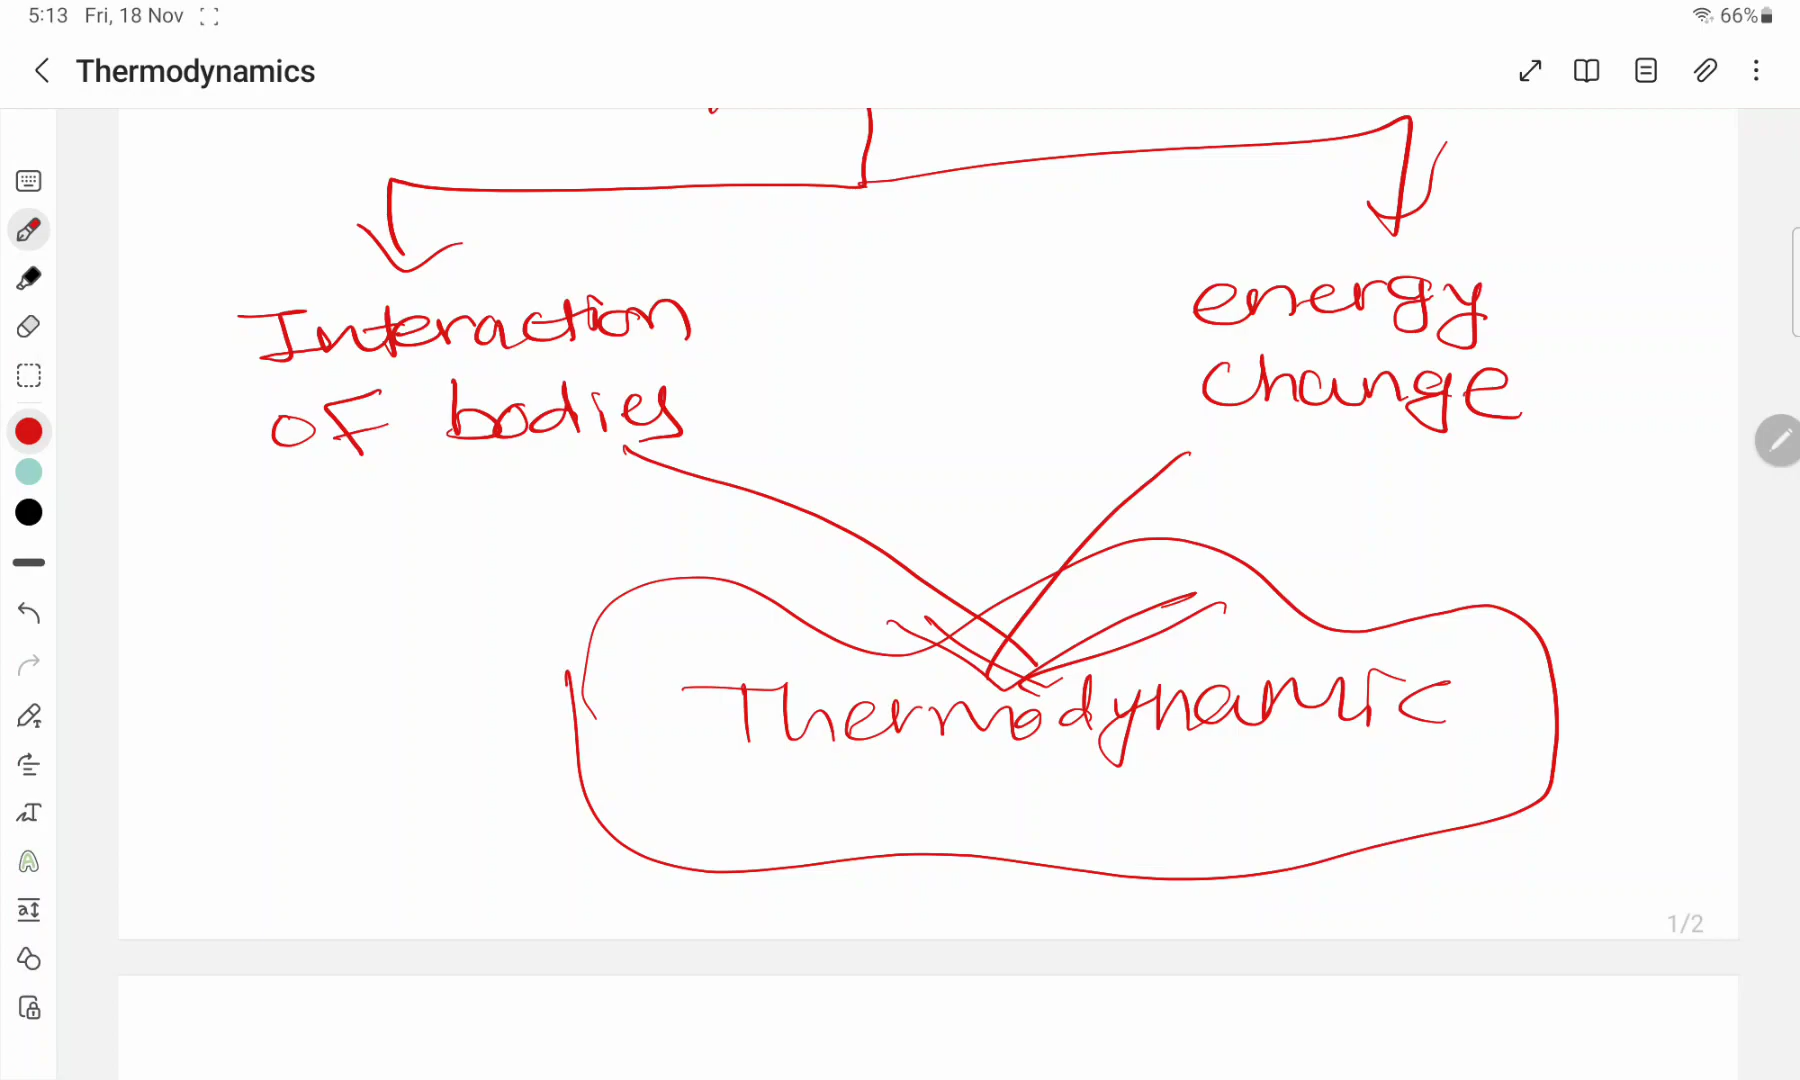 5:13 Fri, 18 Nov
66%
Thermodynamics
Interaction
of bodies
energy
change
Thermodynamic
1/2